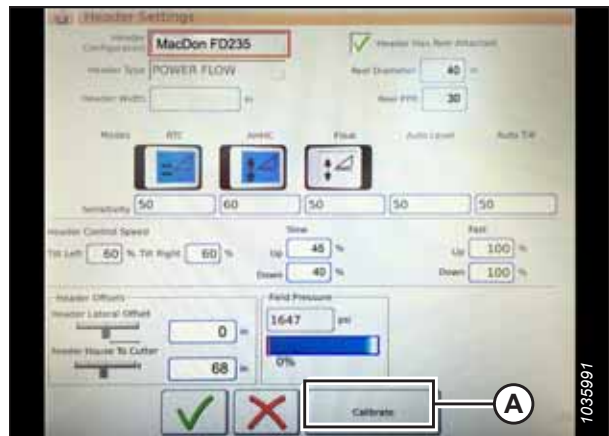 Header Settings
Header Configuration MacDon FD235 Header Has Reel Attached
Header Type POWER FLOW Reel Diameter 40 in
Header Width in Reel PPR 30
Modes RTC AHHC Float Auto Level Auto Tilt
Sensitivity 50 60 50 50 50
Header Control Speed Slow Fast
Tilt Left 60 % Tilt Right 60 % Up 45 % Up 100 %
Down 40 % Down 100 %
Header Offsets Field Pressure
Header Lateral Offset 1647 psi
0 in
Feeder House To Cutter 0%
68 in
Calibrate A
1035991